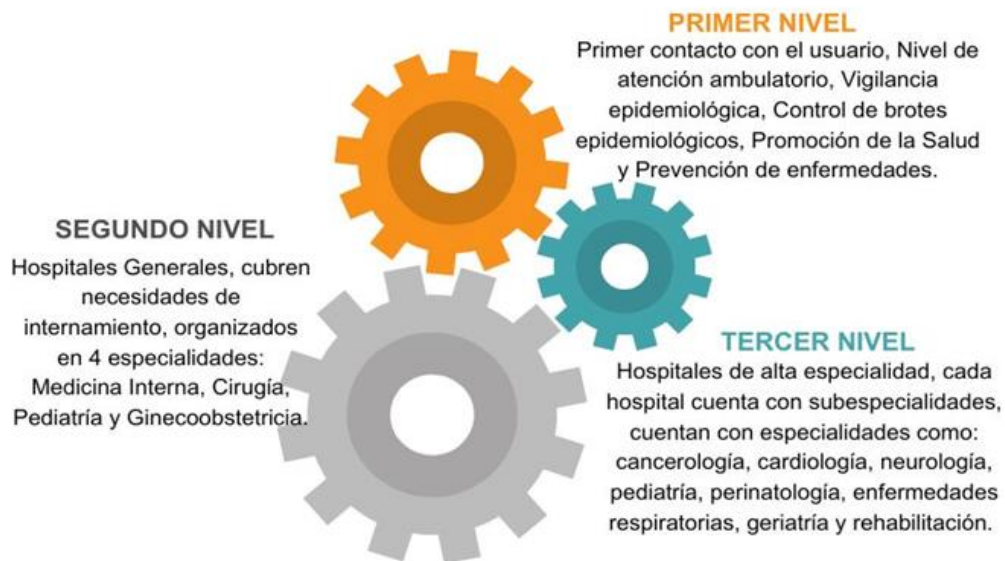 PRIMER NIVEL
Primer contacto con el usuario, Nivel de
atención ambulatorio, Vigilancia
epidemiológica, Control de brotes
epidemiológicos, Promoción de la Salud
y Prevención de enfermedades.
SEGUNDO NIVEL
Hospitales Generales, cubren
necesidades de
internamiento, organizados
en 4 especialidades:
Medicina Interna, Cirugía,
Pediatría y Ginecoobstetricia.
TERCER NIVEL
Hospitales de alta especialidad, cada
hospital cuenta con subespecialidades,
cuentan con especialidades como:
cancerología, cardiología, neurología,
pediatría, perinatología, enfermedades
respiratorias, geriatría y rehabilitación.